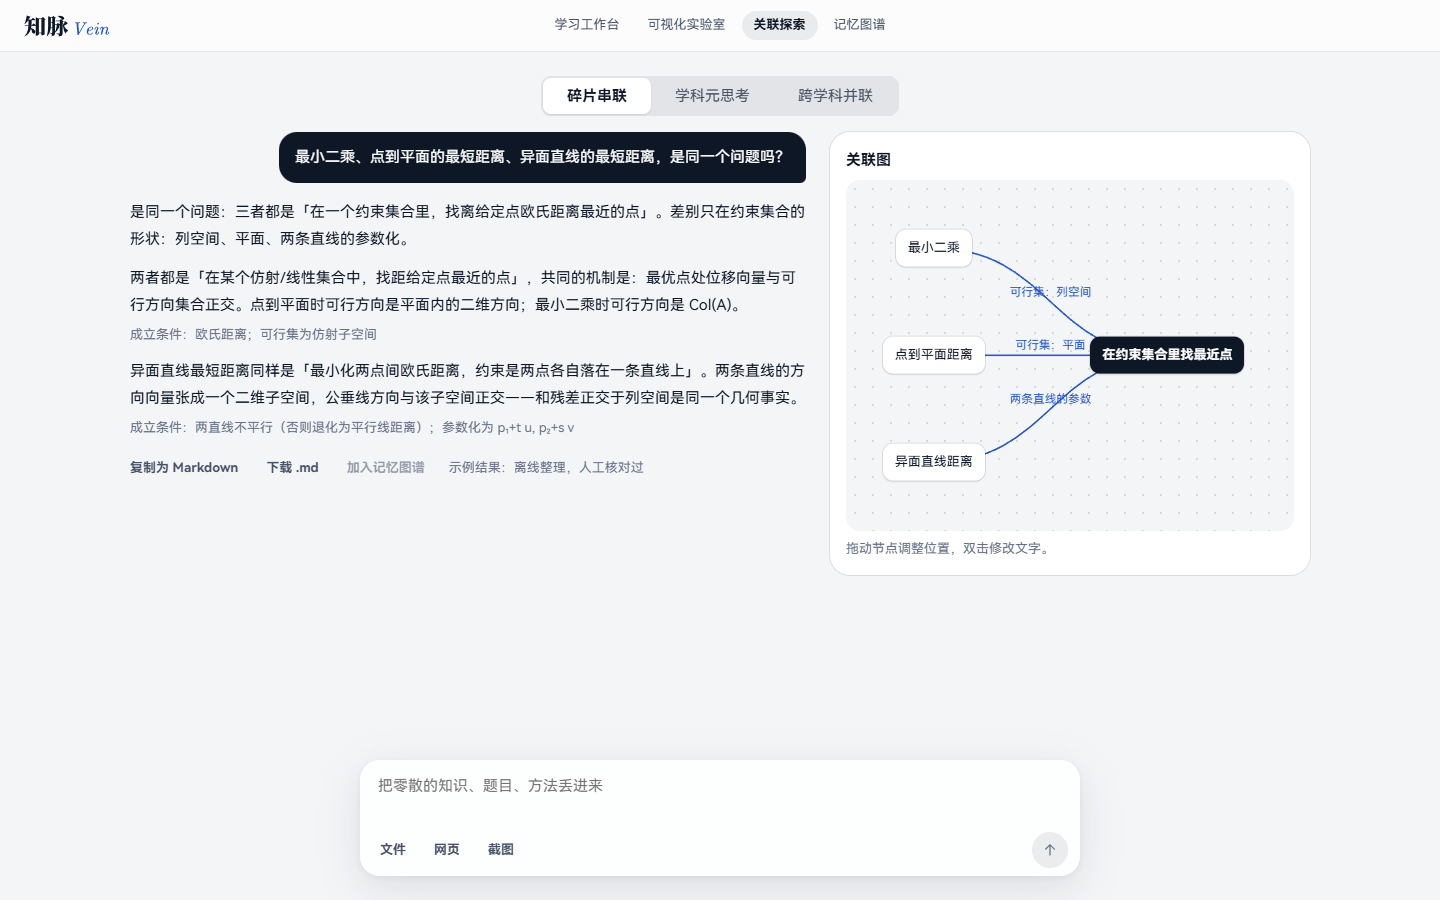 知脉 Vein
学习工作台 可视化实验室 关联探索 记忆图谱
碎片串联 学科元思考 跨学科并联
最小二乘、点到平面的最短距离、异面直线的最短距离，是同一个问题吗？
是同一个问题：三者都是「在一个约束集合里，找离给定点欧氏距离最近的点」。差别只在约束集合的
形状：列空间、平面、两条直线的参数化。
两者都是「在某个仿射/线性集合中，找距给定点最近的点」，共同的机制是：最优点处位移向量与可
行方向集合正交。点到平面时可行方向是平面内的二维方向；最小二乘时可行方向是 Col(A)。
成立条件：欧氏距离；可行集为仿射子空间
异面直线最短距离同样是「最小化两点间欧氏距离，约束是两点各自落在一条直线上」。两条直线的方
向向量张成一个二维子空间，公垂线方向与该子空间正交——和残差正交于列空间是同一个几何事实。
成立条件：两直线不平行（否则退化为平行线距离）；参数化为 p₁+t u, p₂+s v
复制为 Markdown 下载 .md 加入记忆图谱 示例结果：离线整理，人工核对过
关联图
最小二乘
可行集：列空间
点到平面距离
可行集：平面
在约束集合里找最近点
两条直线的参数
异面直线距离
拖动节点调整位置，双击修改文字。
把零散的知识、题目、方法丢进来
文件 网页 截图